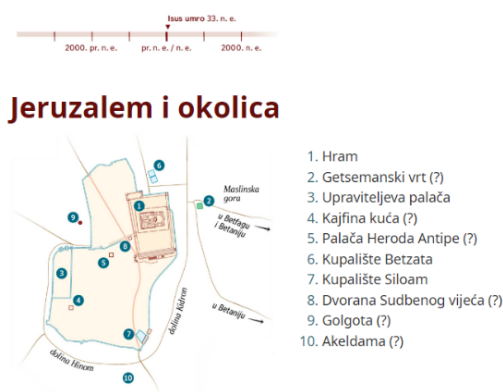 Isus umro 33. n. e.
2000. pr. n. e.
pr. n. e. / n. e.
2000. n. e.
Jeruzalem i okolica
1
2
3
4
5
6
7
8
9
10
Maslinska
gora
u Betfagu
i Betaniju
u Betaniju
dolina Kidron
dolina Hinom
1. Hram
2. Getsemanski vrt (?)
3. Upraviteljeva palača
4. Kajfina kuća (?)
5. Palača Heroda Antipe (?)
6. Kupalište Betzata
7. Kupalište Siloam
8. Dvorana Sudbenog vijeća (?)
9. Golgota (?)
10. Akeldama (?)